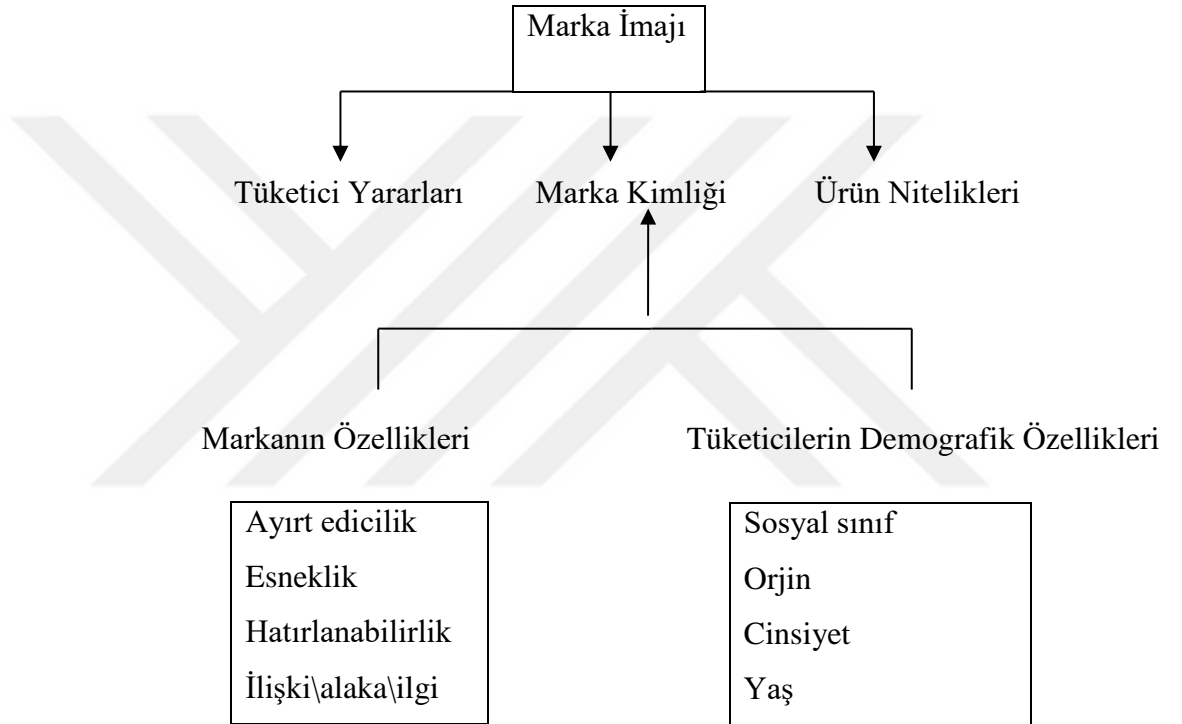 Marka İmajı
Tüketici Yararları
Marka Kimliği
Ürün Nitelikleri
Markanın Özellikleri
Tüketicilerin Demografik Özellikleri
Ayırt edicilik
Esneklik
Hatırlanabilirlik
İlişki\alaka\ilgi
Sosyal sınıf
Orjin
Cinsiyet
Yaş